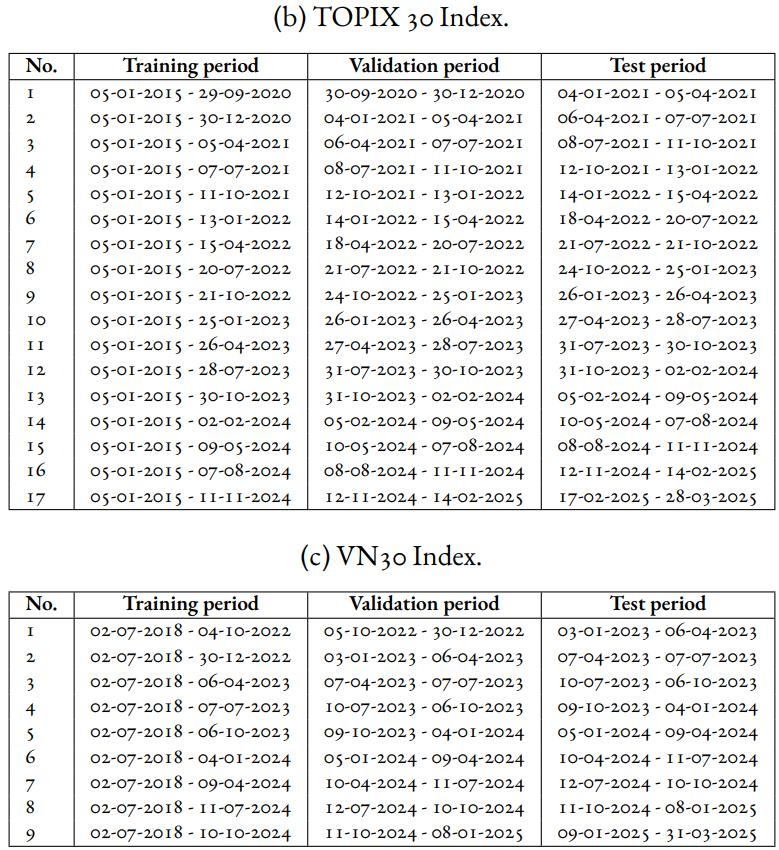 (b) TOPIX 30 Index.
No. Training period Validation period Test period
1 05-01-2015 - 29-09-2020 30-09-2020 - 30-12-2020 04-01-2021 - 05-04-2021
2 05-01-2015 - 30-12-2020 04-01-2021 - 05-04-2021 06-04-2021 - 07-07-2021
3 05-01-2015 - 05-04-2021 06-04-2021 - 07-07-2021 08-07-2021 - 11-10-2021
4 05-01-2015 - 07-07-2021 08-07-2021 - 11-10-2021 12-10-2021 - 13-01-2022
5 05-01-2015 - 11-10-2021 12-10-2021 - 13-01-2022 14-01-2022 - 15-04-2022
6 05-01-2015 - 13-01-2022 14-01-2022 - 15-04-2022 18-04-2022 - 20-07-2022
7 05-01-2015 - 15-04-2022 18-04-2022 - 20-07-2022 21-07-2022 - 21-10-2022
8 05-01-2015 - 20-07-2022 21-07-2022 - 21-10-2022 24-10-2022 - 25-01-2023
9 05-01-2015 - 21-10-2022 24-10-2022 - 25-01-2023 26-01-2023 - 26-04-2023
10 05-01-2015 - 25-01-2023 26-01-2023 - 26-04-2023 27-04-2023 - 28-07-2023
11 05-01-2015 - 26-04-2023 27-04-2023 - 28-07-2023 31-07-2023 - 30-10-2023
12 05-01-2015 - 28-07-2023 31-07-2023 - 30-10-2023 31-10-2023 - 02-02-2024
13 05-01-2015 - 30-10-2023 31-10-2023 - 02-02-2024 05-02-2024 - 09-05-2024
14 05-01-2015 - 02-02-2024 05-02-2024 - 09-05-2024 10-05-2024 - 07-08-2024
15 05-01-2015 - 09-05-2024 10-05-2024 - 07-08-2024 08-08-2024 - 11-11-2024
16 05-01-2015 - 07-08-2024 08-08-2024 - 11-11-2024 12-11-2024 - 14-02-2025
17 05-01-2015 - 11-11-2024 12-11-2024 - 14-02-2025 17-02-2025 - 28-03-2025
(c) VN30 Index.
No. Training period Validation period Test period
1 02-07-2018 - 04-10-2022 05-10-2022 - 30-12-2022 03-01-2023 - 06-04-2023
2 02-07-2018 - 30-12-2022 03-01-2023 - 06-04-2023 07-04-2023 - 07-07-2023
3 02-07-2018 - 06-04-2023 07-04-2023 - 07-07-2023 10-07-2023 - 06-10-2023
4 02-07-2018 - 07-07-2023 10-07-2023 - 06-10-2023 09-10-2023 - 04-01-2024
5 02-07-2018 - 06-10-2023 09-10-2023 - 04-01-2024 05-01-2024 - 09-04-2024
6 02-07-2018 - 04-01-2024 05-01-2024 - 09-04-2024 10-04-2024 - 11-07-2024
7 02-07-2018 - 09-04-2024 10-04-2024 - 11-07-2024 12-07-2024 - 10-10-2024
8 02-07-2018 - 11-07-2024 12-07-2024 - 10-10-2024 11-10-2024 - 08-01-2025
9 02-07-2018 - 10-10-2024 11-10-2024 - 08-01-2025 09-01-2025 - 31-03-2025